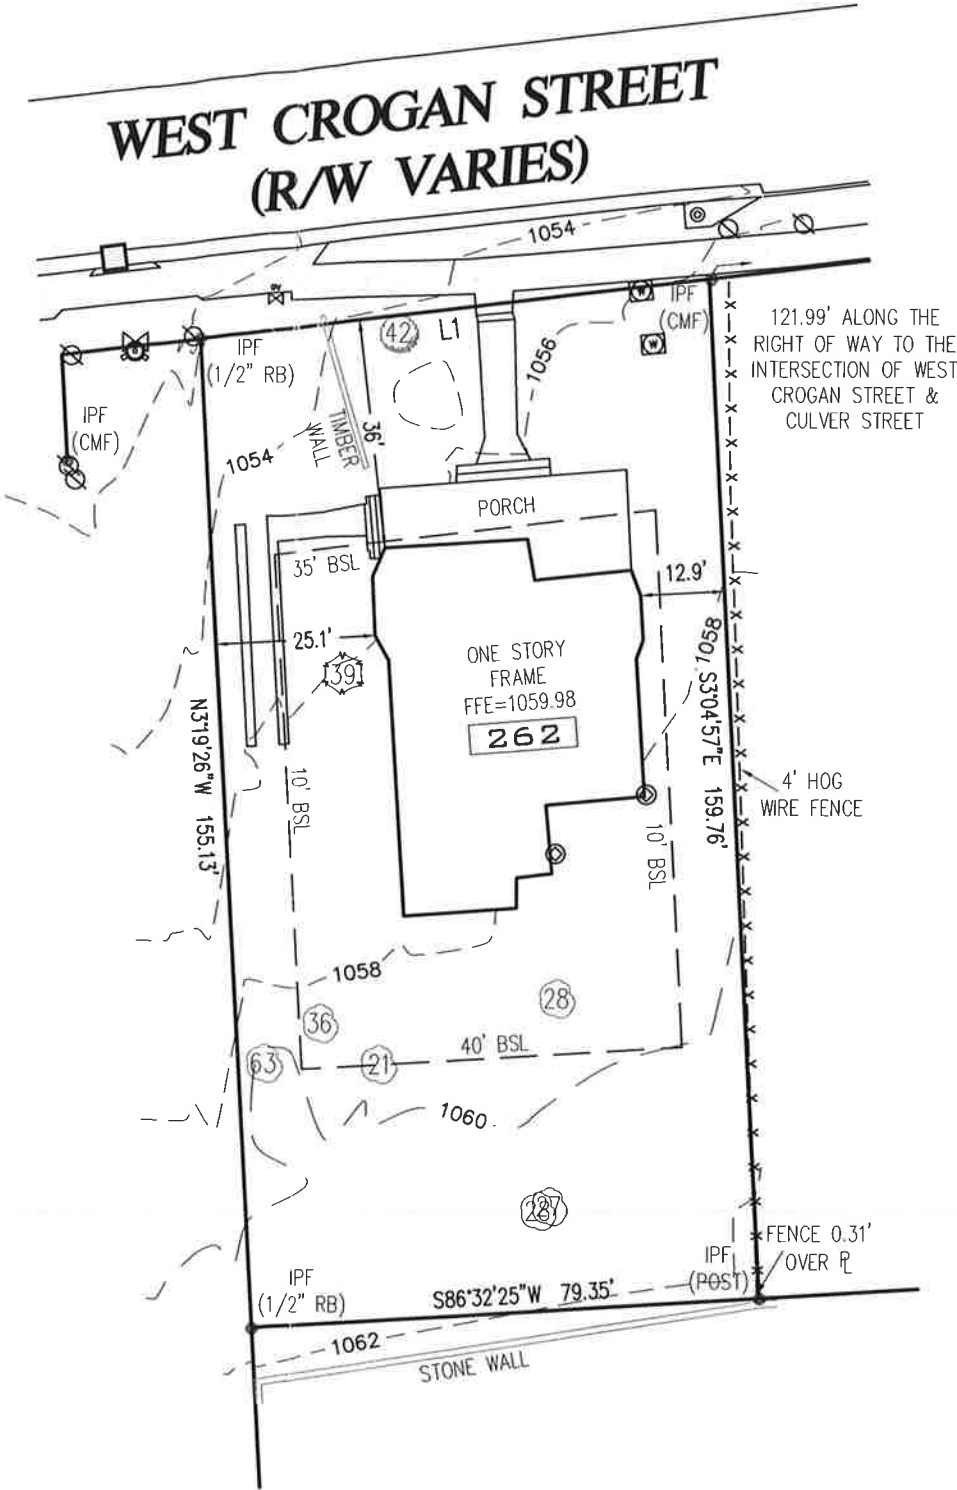 WEST CROGAN STREET
(R/W VARIES)
1054
W
IPF
(CMF)
W
121.99' ALONG THE
RIGHT OF WAY TO THE
INTERSECTION OF WEST
CROGAN STREET &
CULVER STREET
42
L1
IPF
(1/2" RB)
1056
IPF
(CMF)
36'
TIMBER
WALL
1054
PORCH
35' BSL
12.9'
25.1'
1058
39
ONE STORY
FRAME
FFE=1059.98
262
N3°19'26"W 155.13'
S3°04'57"E 159.76'
4' HOG
WIRE FENCE
10' BSL
10' BSL
1058
36
28
63
21
40' BSL
1060
FENCE 0.31'
OVER PL
IPF
(POST)
IPF
(1/2" RB)
S86°32'25"W 79.35'
1062
STONE WALL